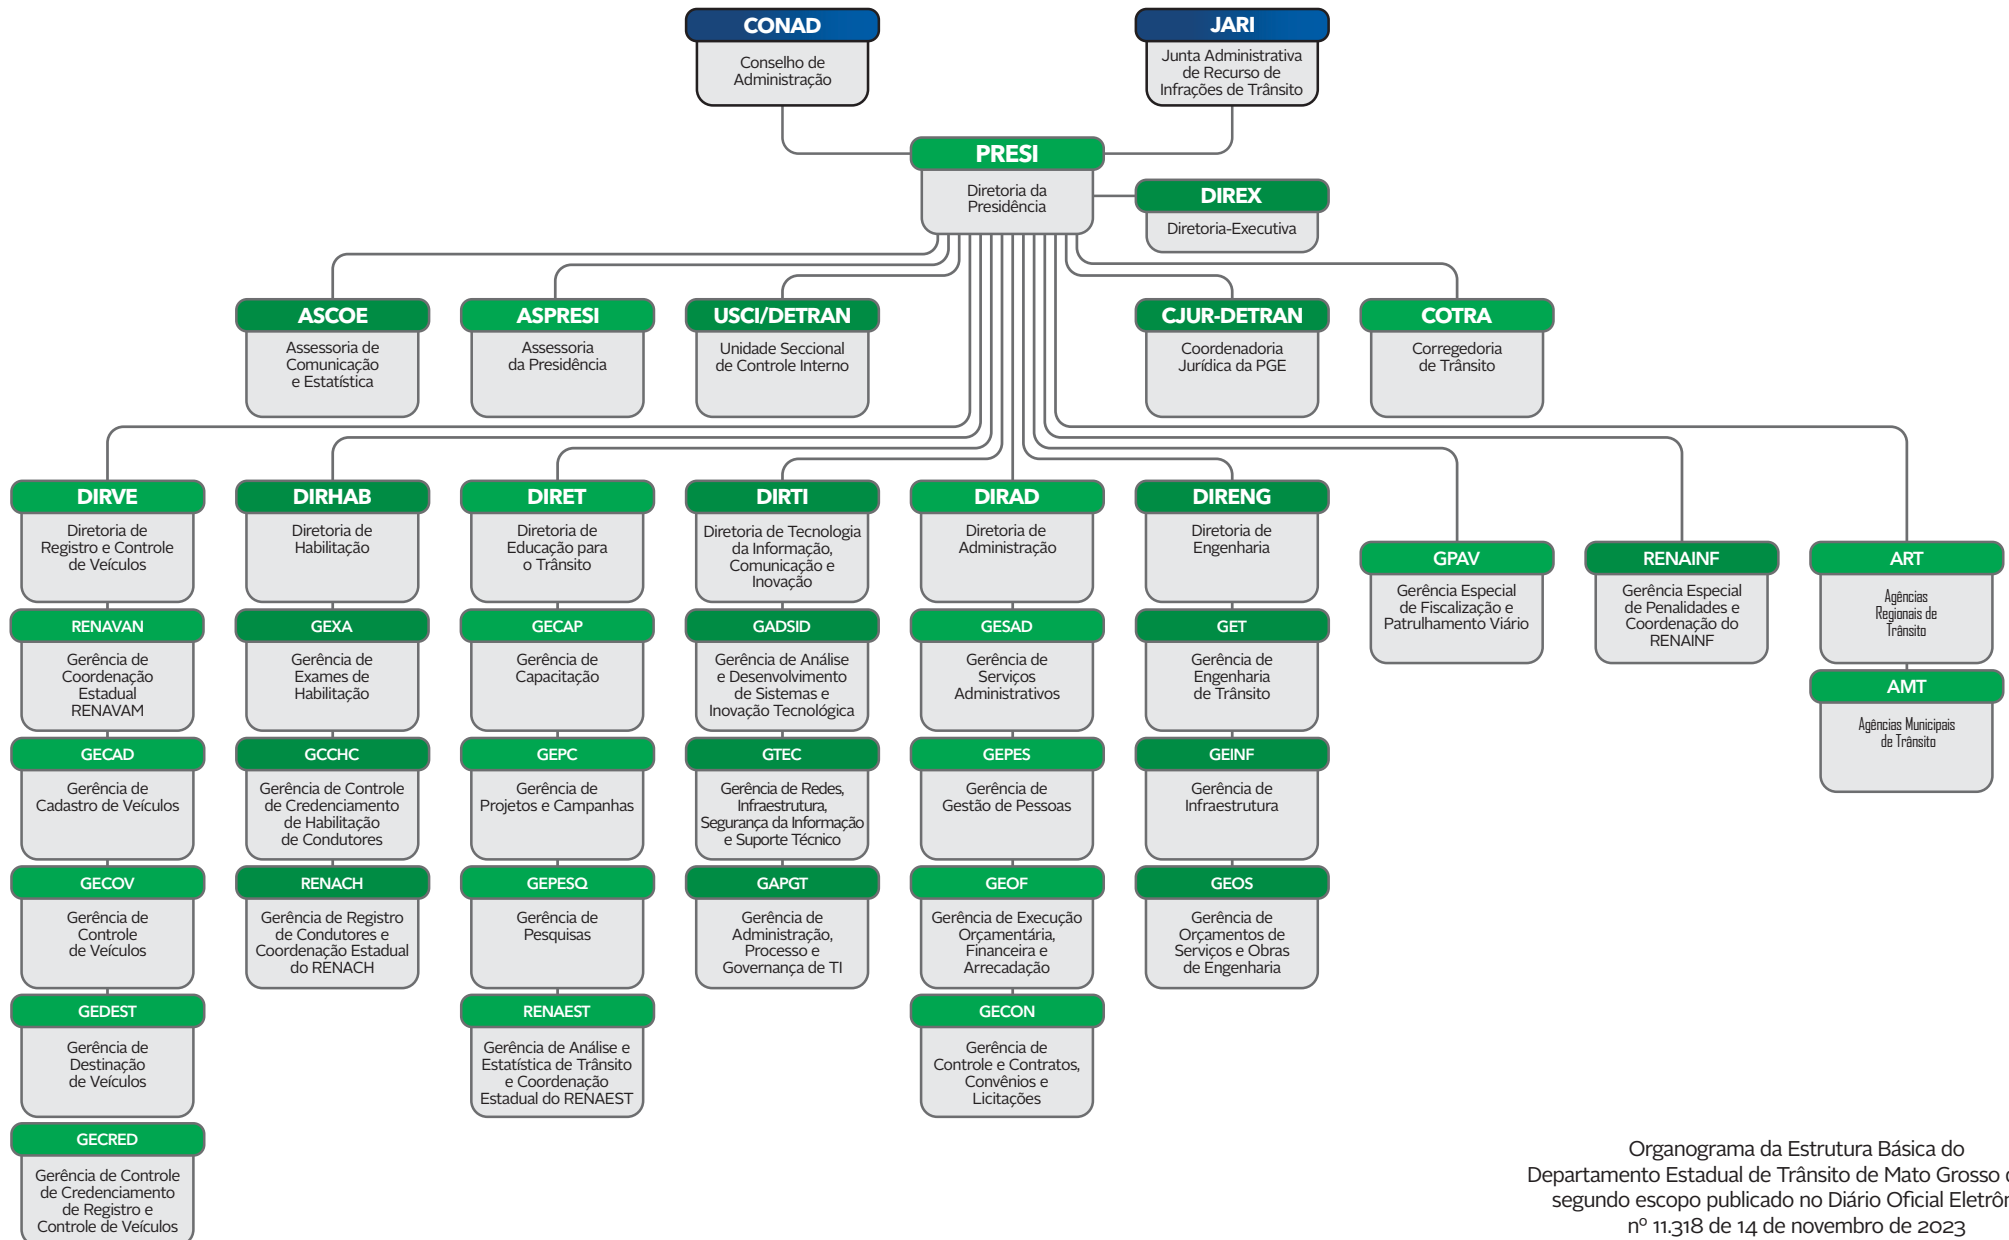 CONAD
Conselho de
Administração
JARI
Junta Administrativa
de Recurso de
Infrações de Trânsito
PRESI
Diretoria da
Presidência
DIREX
Diretoria-Executiva
ASCOE
Assessoria de
Comunicação
e Estatística
ASPRESI
Assessoria
da Presidência
USCI/DETRAN
Unidade Seccional
de Controle Interno
CJUR-DETRAN
Coordenadoria
Jurídica da PGE
COTRA
Corregedoria
de Trânsito
DIRVE
Diretoria de
Registro e Controle
de Veículos
RENAVAN
Gerência de
Coordenação
Estadual
RENAVAM
GECAD
Gerência de
Cadastro de Veículos
GECOV
Gerência de
Controle
de Veículos
GEDEST
Gerência de
Destinação
de Veículos
GECRED
Gerência de Controle
de Credenciamento
de Registro e
Controle de Veículos
DIRHAB
Diretoria de
Habilitação
GEXA
Gerência de
Exames de
Habilitação
GCCHC
Gerência de Controle
de Credenciamento
de Habilitação
de Condutores
RENACH
Gerência de Registro
de Condutores e
Coordenação Estadual
do RENACH
DIRET
Diretoria de
Educação para
o Trânsito
GECAP
Gerência de
Capacitação
GEPC
Gerência de
Projetos e Campanhas
GEPESQ
Gerência de
Pesquisas
RENAEST
Gerência de Análise e
Estatística de Trânsito
e Coordenação
Estadual do RENAEST
DIRTI
Diretoria de Tecnologia
da Informação,
Comunicação e
Inovação
GADSID
Gerência de Análise
e Desenvolvimento
de Sistemas e
Inovação Tecnológica
GTEC
Gerência de Redes,
Infraestrutura,
Segurança da Informação
e Suporte Técnico
GAPGT
Gerência de
Administração,
Processo e
Governança de TI
DIRAD
Diretoria de
Administração
GESAD
Gerência de
Serviços
Administrativos
GEPES
Gerência de
Gestão de Pessoas
GEOF
Gerência de Execução
Orçamentária,
Financeira e
Arrecadação
GECON
Gerência de
Controle e Contratos,
Convênios e
Licitações
DIRENG
Diretoria de
Engenharia
GET
Gerência de
Engenharia
de Trânsito
GEINF
Gerência de
Infraestrutura
GEOS
Gerência de
Orçamentos de
Serviços e Obras
de Engenharia
GPAV
Gerência Especial
de Fiscalização e
Patrulhamento Viário
RENAINF
Gerência Especial
de Penalidades e
Coordenação do
RENAINF
ART
Agências
Regionais de
Trânsito
AMT
Agências Municipais
de Trânsito
Organograma da Estrutura Básica do
Departamento Estadual de Trânsito de Mato Grosso
segundo escopo publicado no Diário Oficial
nº 11.318 de 14 de novembro de 2023